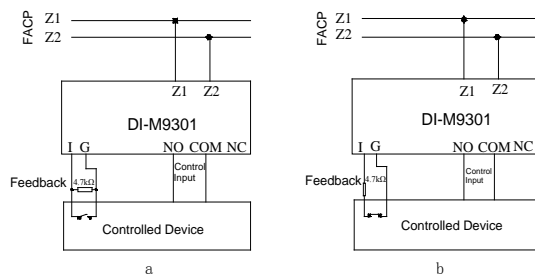 FACP
Z1
Z2
Z1 Z2
DI-M9301
I G NO COM NC
Feedback
4.7kΩ
Control
Input
Controlled Device
a
FACP
Z1
Z2
Z1 Z2
DI-M9301
I G NO COM NC
Feedback
4.7kΩ
Control
Input
Controlled Device
b